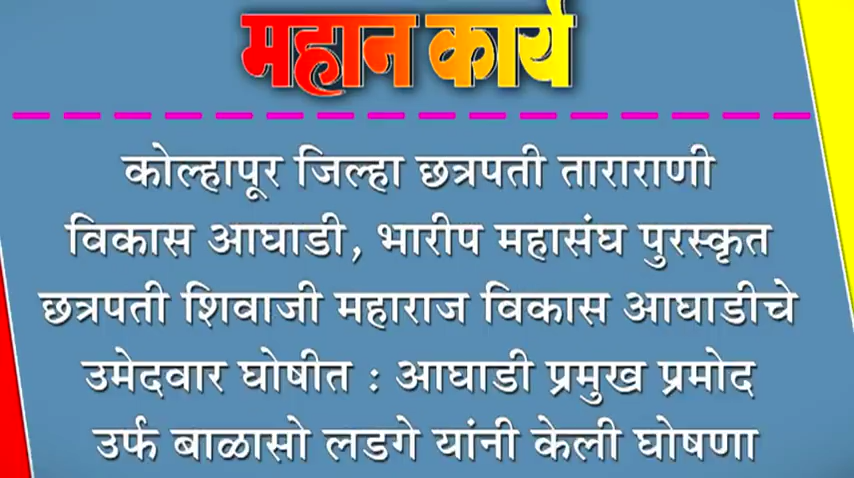 महान कार्य
कोल्हापूर जिल्हा छत्रपती ताराराणी
विकास आघाडी, भारीप महासंघ पुरस्कृत
छत्रपती शिवाजी महाराज विकास आघाडीचे
उमेदवार घोषीत : आघाडी प्रमुख प्रमोद
उर्फ बाळासो लडगे यांनी केली घोषणा